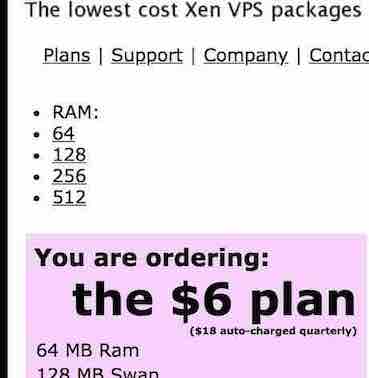 The lowest cost Xen VPS packages
Plans | Support | Company | Contac
RAM:
64
128
256
512
You are ordering:
the $6 plan
($18 auto-charged quarterly)
64 MB Ram
128 MB Swap